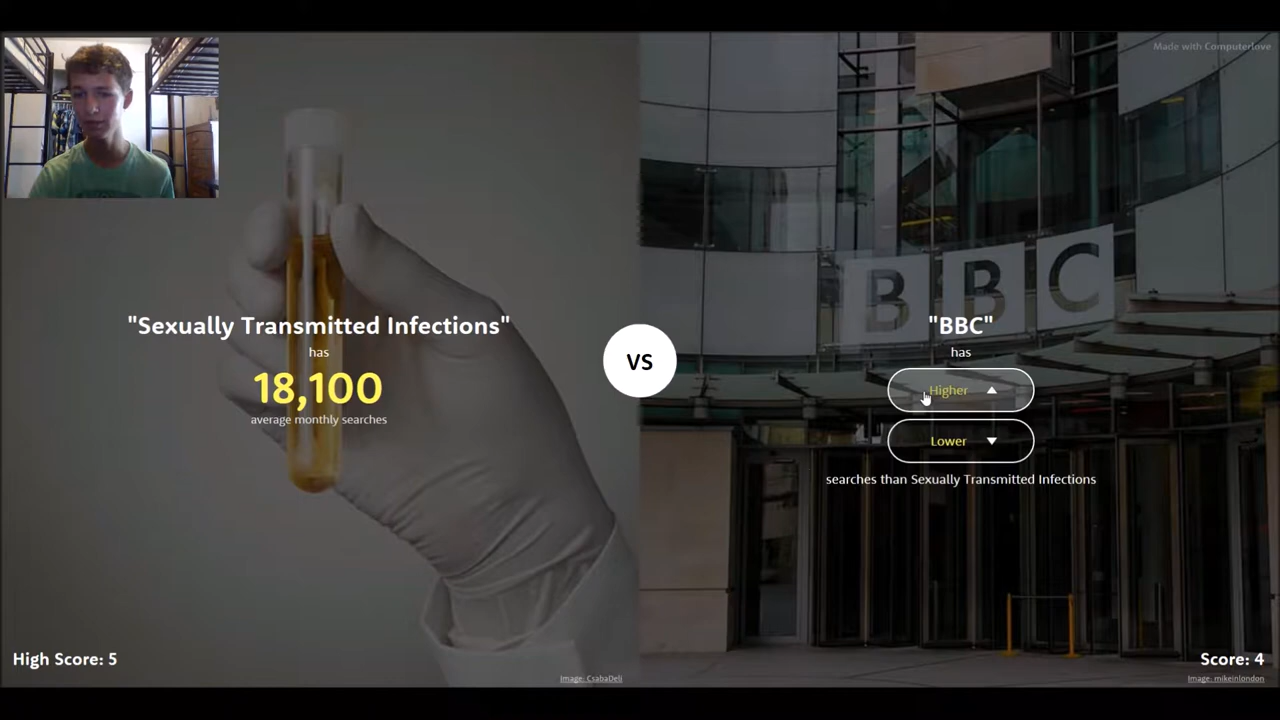 Made with Computerlove
BBC
"Sexually Transmitted Infections"
has
18,100
average monthly searches
VS
"BBC"
has
Higher
Lower
searches than Sexually Transmitted Infections
High Score: 5
Image: CsabaDeli
Score: 4
Image: mikeinlondon